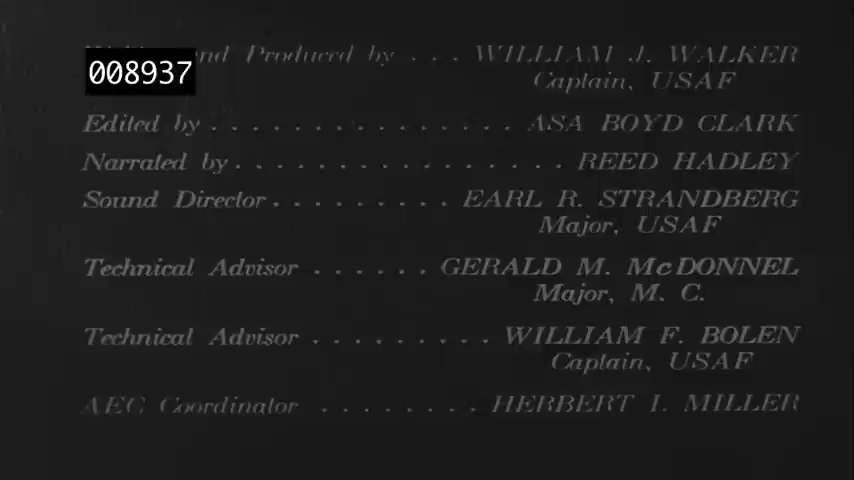 008937
and Produced by . . . WILLIAM J. WALKER
Captain, USAF
Edited by . . . . . . . . . . . . . . . . ASA BOYD CLARK
Narrated by . . . . . . . . . . . . . . . . . REED HADLEY
Sound Director . . . . . . . . . EARL R. STRANDBERG
Major, USAF
Technical Advisor . . . . . . GERALD M. McDONNEL
Major, M. C.
Technical Advisor . . . . . . . . . WILLIAM F. BOLEN
Captain, USAF
AEC Coordinator . . . . . . . . HERBERT I. MILLER